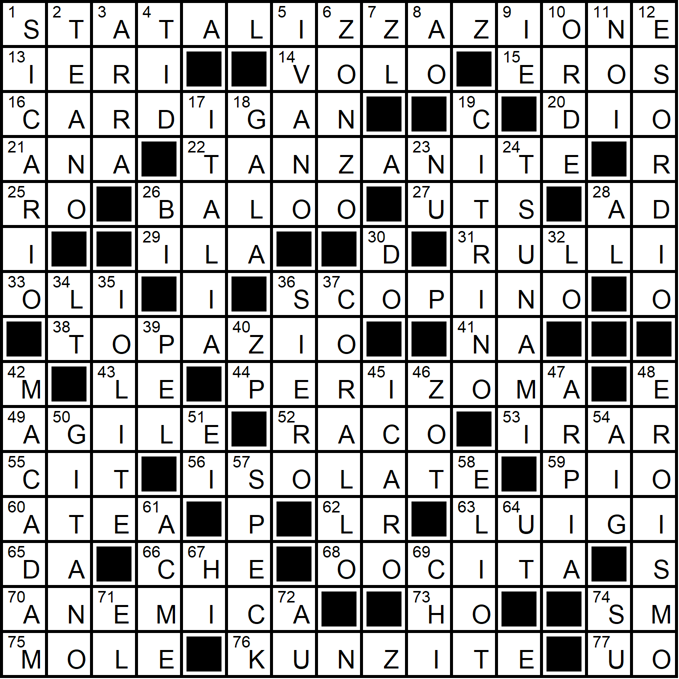 1 S 2 T 3 A 4 T A L 5 I 6 Z 7 Z 8 A Z 9 I 10 O 11 N 12 E
13 I E R I 14 V O L O 15 E R O S
16 C A R D 17 I 18 G A N 19 C 20 D I O
21 A N A 22 T A N Z A 23 N I 24 T E R
25 R O 26 B A L O O 27 U T S 28 A D
I 29 I L A 30 D 31 R U 32 L L I
33 O 34 L 35 I I 36 S 37 C O P I N O O
38 T O 39 P A 40 Z I O 41 N A
42 M 43 L E 44 P E R 45 I 46 Z O M 47 A 48 E
49 A 50 G I L 51 E 52 R A C O 53 I R 54 A R
55 C I T 56 I 57 S O L A T 58 E 59 P I O
60 A T E 61 A P 62 L R 63 L 64 U I G I
65 D A 66 C 67 H E 68 O O 69 C I T A S
70 A N 71 E M I C 72 A 73 H O 74 S M
75 M O L E 76 K U N Z I T E 77 U O